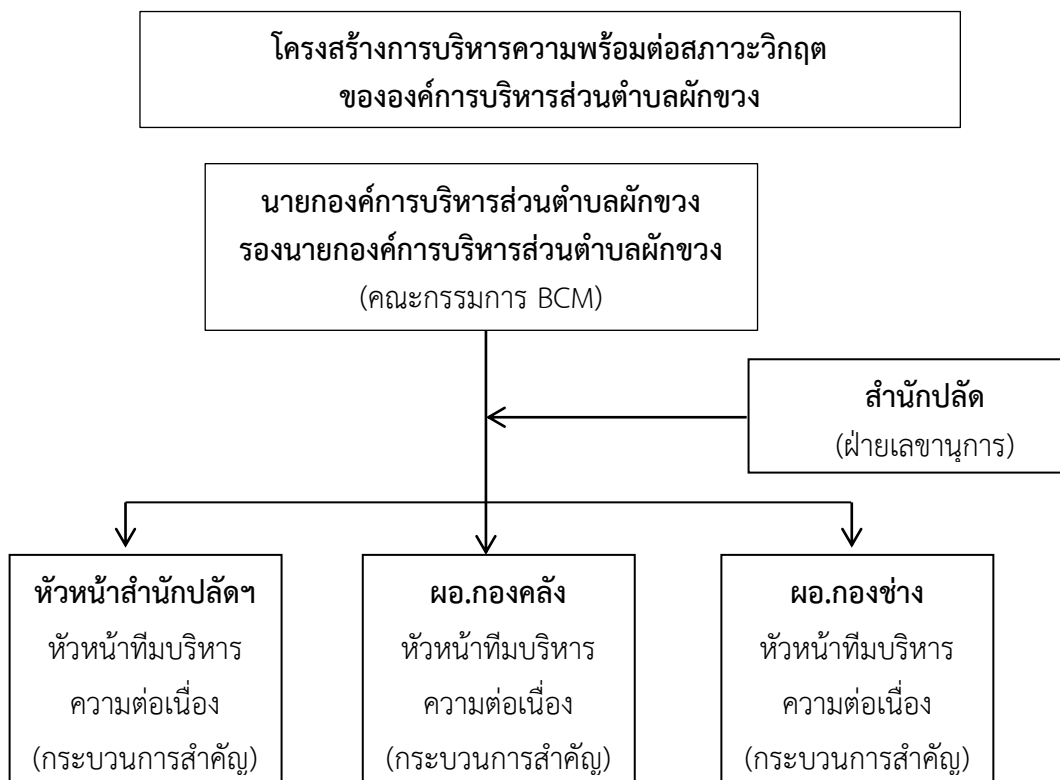 โครงสร้างการบริหารความพร้อมต่อสภาวะวิกฤต
ขององค์การบริหารส่วนตำบลผักขวง
นายกองค์การบริหารส่วนตำบลผักขวง
รองนายกองค์การบริหารส่วนตำบลผักขวง
(คณะกรรมการ BCM)
สำนักปลัด
(ฝ่ายเลขานุการ)
หัวหน้าสำนักปลัดฯ
หัวหน้าทีมบริหาร
ความต่อเนื่อง
(กระบวนการสำคัญ)
ผอ.กองคลัง
หัวหน้าทีมบริหาร
ความต่อเนื่อง
(กระบวนการสำคัญ)
ผอ.กองช่าง
หัวหน้าทีมบริหาร
ความต่อเนื่อง
(กระบวนการสำคัญ)